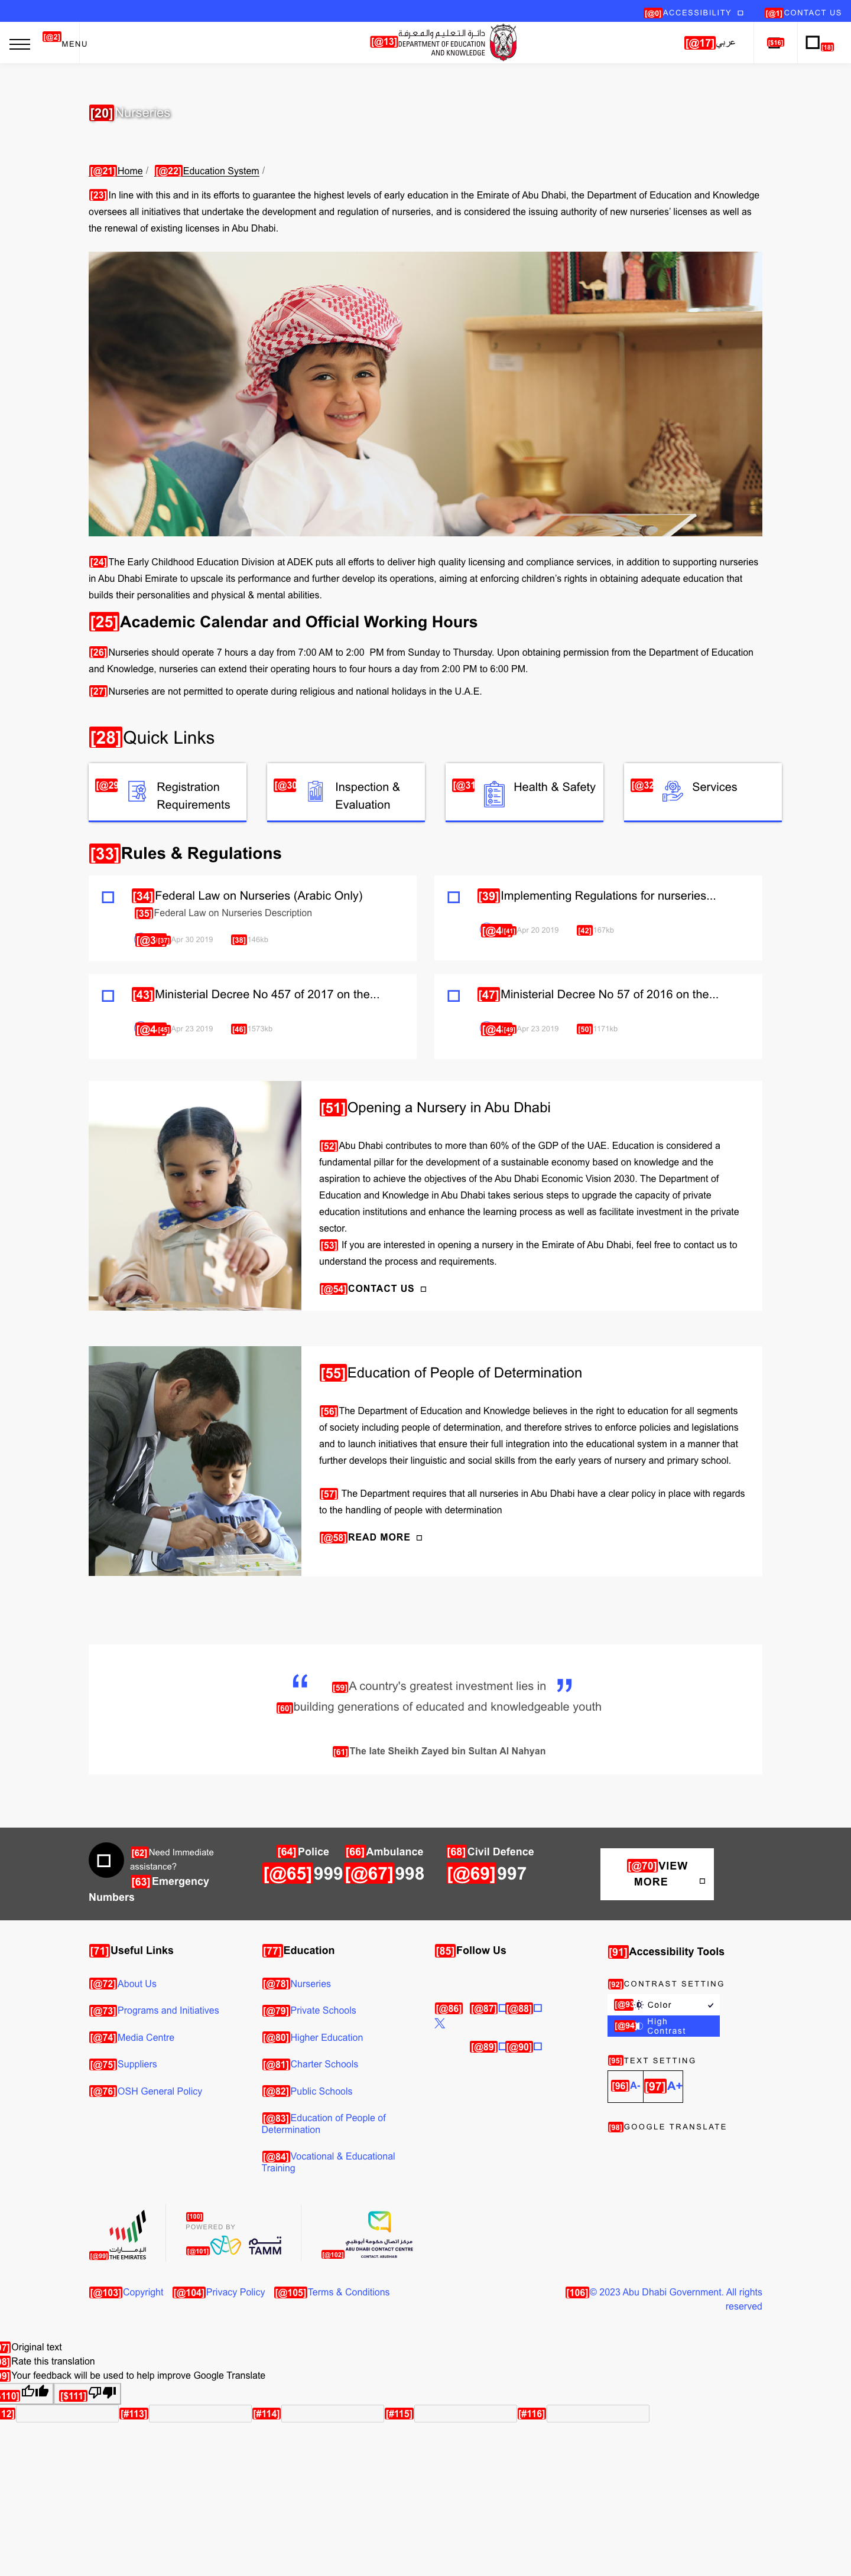 [@0]ACCESSIBILITY
[@1]CONTACT US
[@2]MENU
[@13]
دائرة التعليم والمعرفة
DEPARTMENT OF EDUCATION
AND KNOWLEDGE
[@17]عربي
[$16]
[18]
[20]Nurseries
[@21]Home / [@22]Education System /
[23]In line with this and in its efforts to guarantee the highest levels of early education in the Emirate of Abu Dhabi, the Department of Education and Knowledge
oversees all initiatives that undertake the development and regulation of nurseries, and is considered the issuing authority of new nurseries' licenses as well as
the renewal of existing licenses in Abu Dhabi.
[24]The Early Childhood Education Division at ADEK puts all efforts to deliver high quality licensing and compliance services, in addition to supporting nurseries
in Abu Dhabi Emirate to upscale its performance and further develop its operations, aiming at enforcing children's rights in obtaining adequate education that
builds their personalities and physical & mental abilities.
[25]Academic Calendar and Official Working Hours
[26]Nurseries should operate 7 hours a day from 7:00 AM to 2:00 PM from Sunday to Thursday. Upon obtaining permission from the Department of Education
and Knowledge, nurseries can extend their operating hours to four hours a day from 2:00 PM to 6:00 PM.
[27]Nurseries are not permitted to operate during religious and national holidays in the U.A.E.
[28]Quick Links
[@29 Registration
Requirements
[@30 Inspection &
Evaluation
[@31 Health & Safety
[@32 Services
[33]Rules & Regulations
[34]Federal Law on Nurseries (Arabic Only)
[35]Federal Law on Nurseries Description
[@3 [37]Apr 30 2019 [38]146kb
[39]Implementing Regulations for nurseries...
[@4 [41]Apr 20 2019 [42]167kb
[43]Ministerial Decree No 457 of 2017 on the...
[@4 [45]Apr 23 2019 [46]1573kb
[47]Ministerial Decree No 57 of 2016 on the...
[@4 [49]Apr 23 2019 [50]1171kb
[51]Opening a Nursery in Abu Dhabi
[52]Abu Dhabi contributes to more than 60% of the GDP of the UAE. Education is considered a
fundamental pillar for the development of a sustainable economy based on knowledge and the
aspiration to achieve the objectives of the Abu Dhabi Economic Vision 2030. The Department of
Education and Knowledge in Abu Dhabi takes serious steps to upgrade the capacity of private
education institutions and enhance the learning process as well as facilitate investment in the private
sector.
[53] If you are interested in opening a nursery in the Emirate of Abu Dhabi, feel free to contact us to
understand the process and requirements.
[@54]CONTACT US
[55]Education of People of Determination
[56]The Department of Education and Knowledge believes in the right to education for all segments
of society including people of determination, and therefore strives to enforce policies and legislations
and to launch initiatives that ensure their full integration into the educational system in a manner that
further develops their linguistic and social skills from the early years of nursery and primary school.
[57] The Department requires that all nurseries in Abu Dhabi have a clear policy in place with regards
to the handling of people with determination
[@58]READ MORE
“ [59]A country's greatest investment lies in ”
[60]building generations of educated and knowledgeable youth
[61]The late Sheikh Zayed bin Sultan Al Nahyan
[62]Need Immediate
assistance?
[63]Emergency
Numbers
[64]Police
[@65]999
[66]Ambulance
[@67]998
[68]Civil Defence
[@69]997
[@70]VIEW
MORE
[71]Useful Links
[@72]About Us
[@73]Programs and Initiatives
[@74]Media Centre
[@75]Suppliers
[@76]OSH General Policy
[77]Education
[@78]Nurseries
[@79]Private Schools
[@80]Higher Education
[@81]Charter Schools
[@82]Public Schools
[@83]Education of People of
Determination
[@84]Vocational & Educational
Training
[85]Follow Us
[@86] [@87] [@88]
[@89] [@90]
[91]Accessibility Tools
[92]CONTRAST SETTING
[@93 Color
[@94] High
Contrast
[95]TEXT SETTING
[96]A- [97]A+
[98]GOOGLE TRANSLATE
[@99]
الإمارات
THE EMIRATES
[100]
POWERED BY
[@101]
تـــم
TAMM
[@102]
مركز اتصال حكومة أبوظبي
ABU DHABI CONTACT CENTRE
CONTACT. ABUDHABI
[@103]Copyright [@104]Privacy Policy [@105]Terms & Conditions
[106]© 2023 Abu Dhabi Government. All rights
reserved
07]Original text
08]Rate this translation
09]Your feedback will be used to help improve Google Translate
110] [$111]
12] [#113] [#114] [#115] [#116]